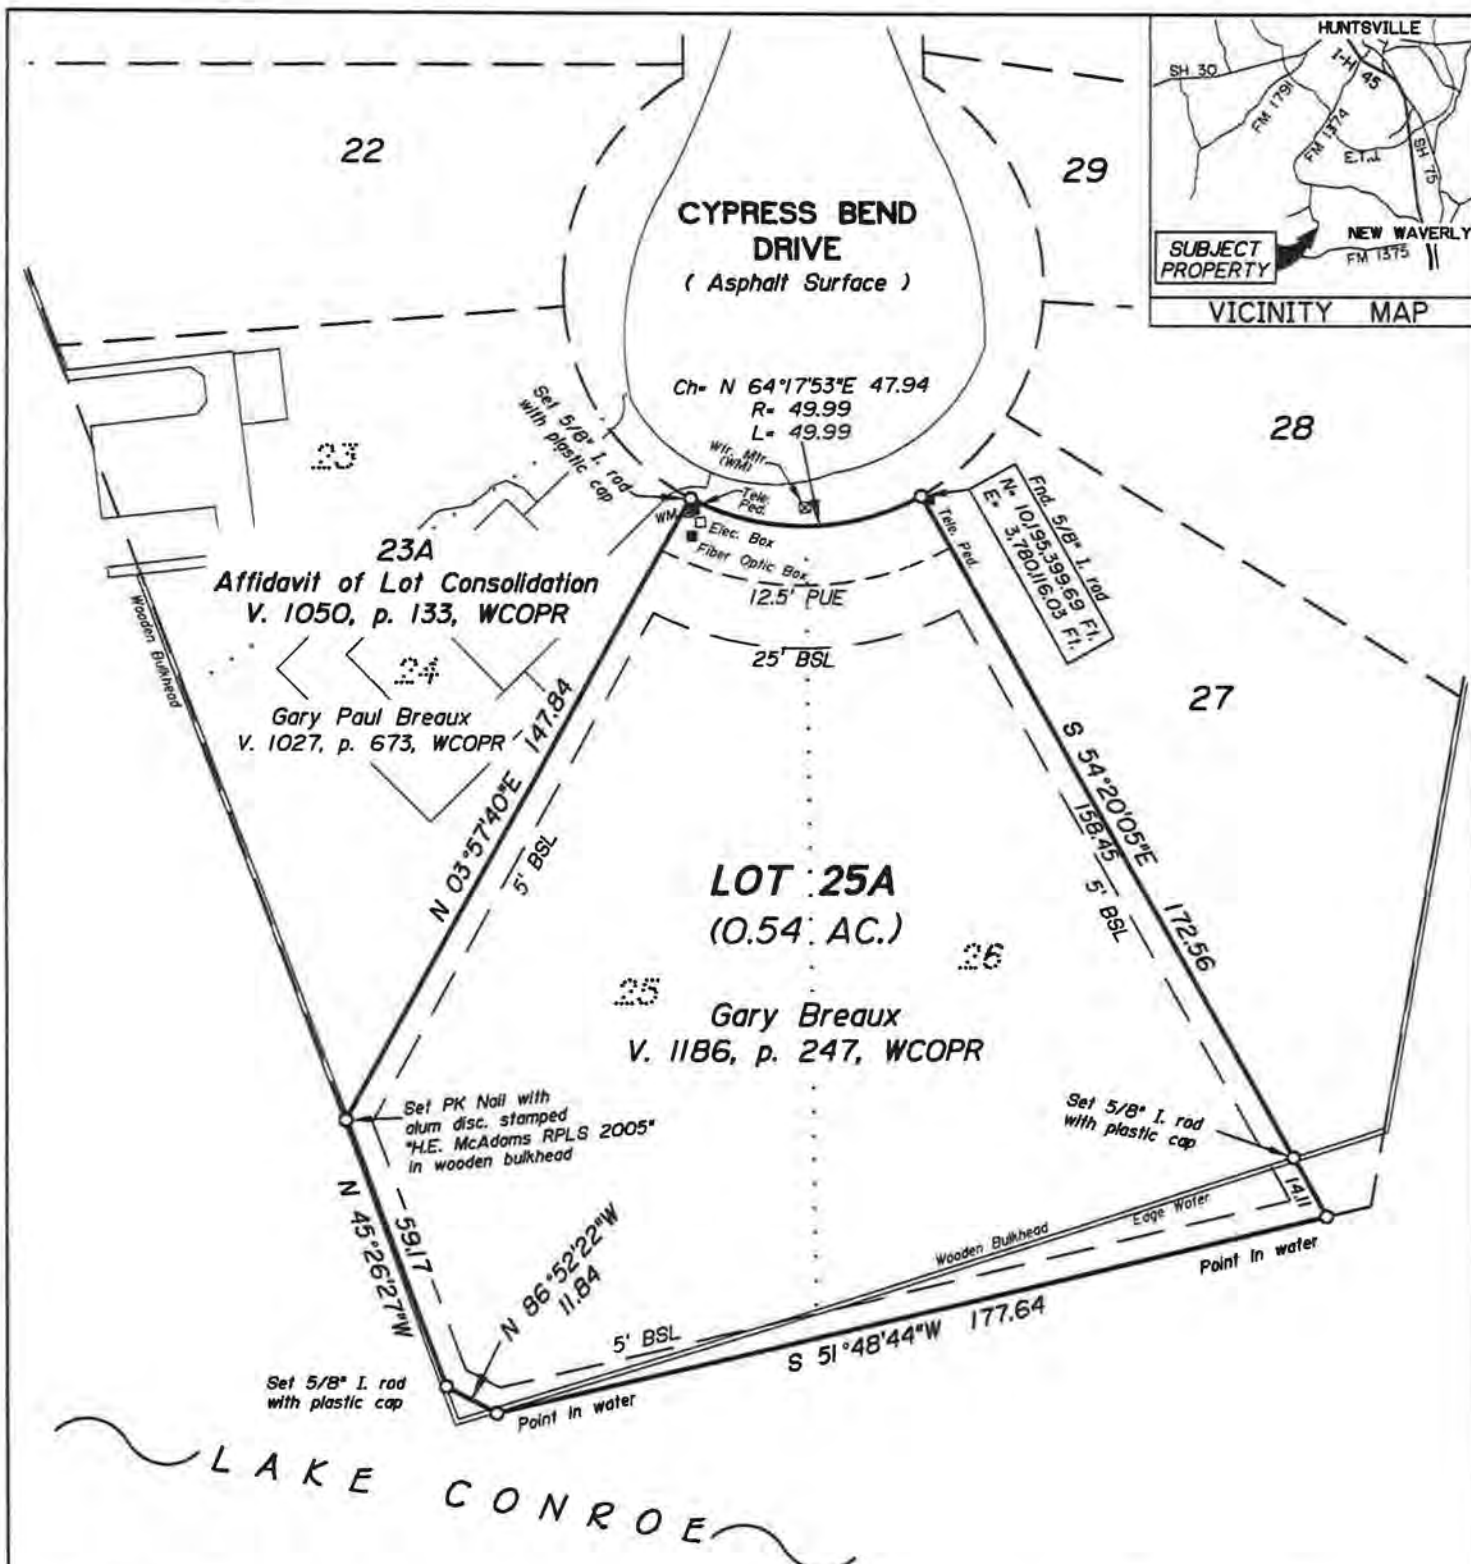 22
29
CYPRESS BEND
DRIVE
( Asphalt Surface )
HUNTSVILLE
I-H 45
SH 30
FM 1791
FM 1374
SH 75
NEW WAVERLY
FM 1375
SUBJECT
PROPERTY
VICINITY MAP
28
Ch= N 64°17'53"E 47.94
R= 49.99
L= 49.99
Wtr. Mtr
(WM)
Set 5/8" I. rod
with plastic cap
Tele.
Ped.
WM
Elec. Box
Fiber Optic Box
12.5' PUE
25' BSL
Tele. Ped.
Fnd. 5/8" I. rod
N= 10,195,399.69 Ft.
E= 3,780,116.03 Ft.
23
23A
Affidavit of Lot Consolidation
V. 1050, p. 133, WCOPR
24
Gary Paul Breaux
V. 1027, p. 673, WCOPR
Wooden Bulkhead
27
N 03°57'40"E 147.84
5' BSL
S 54°20'05"E 172.56
158.45
5' BSL
LOT 25A
(0.54 AC.)
25
26
Gary Breaux
V. 1186, p. 247, WCOPR
Set PK Nail with
alum disc. stamped
"H.E. McAdams RPLS 2005"
in wooden bulkhead
Set 5/8" I. rod
with plastic cap
14.11
N 45°26'27"W
59.17
N 86°52'22"W
11.84
Wooden Bulkhead
Edge Water
Point in water
5' BSL
S 51°48'44"W 177.64
Set 5/8" I. rod
with plastic cap
Point in water
LAKE CONROE